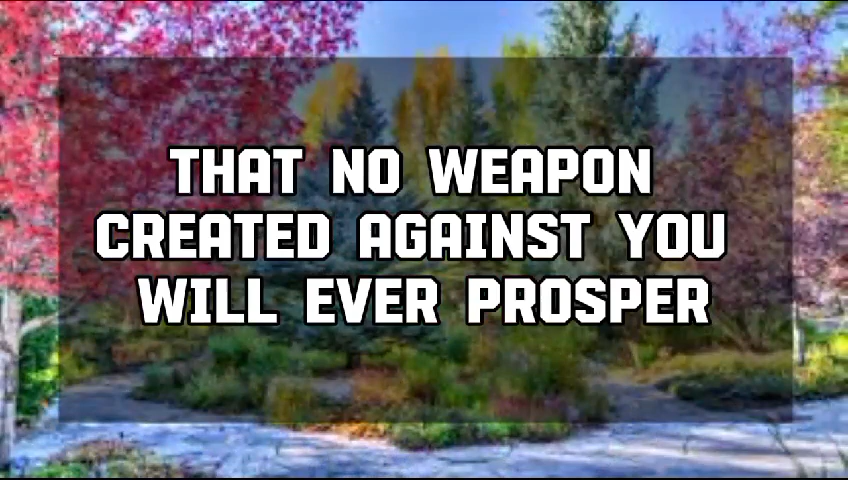 THAT NO WEAPON
CREATED AGAINST YOU
WILL EVER PROSPER